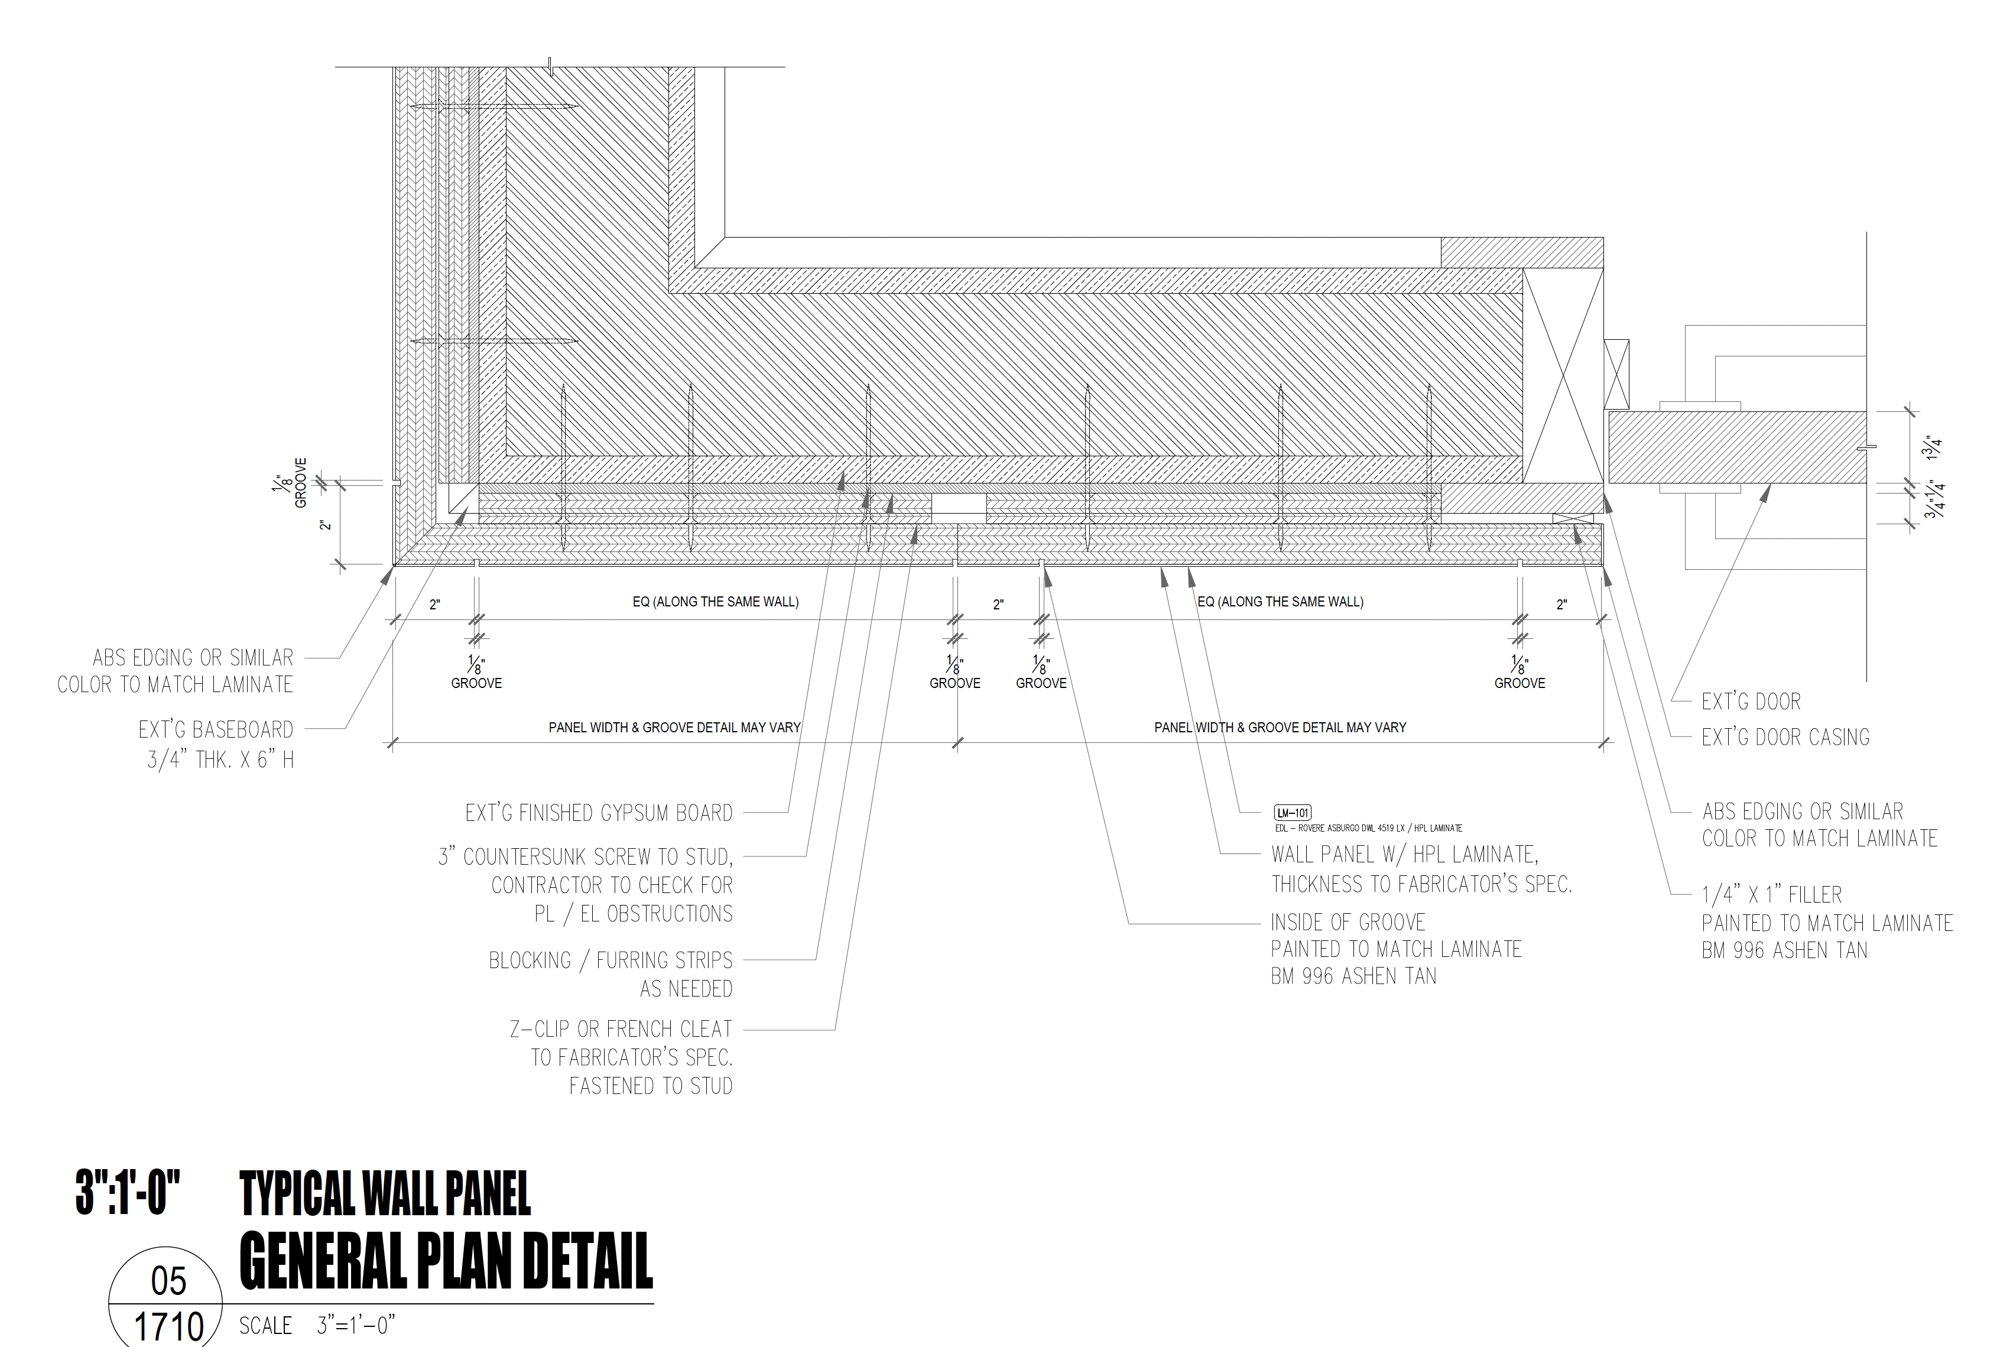 1/8"
GROOVE
2"
1 3/4"
1/4"
3/4"
2"
EQ (ALONG THE SAME WALL)
2"
EQ (ALONG THE SAME WALL)
2"
1/8"
GROOVE
1/8"
GROOVE
1/8"
GROOVE
1/8"
GROOVE
PANEL WIDTH & GROOVE DETAIL MAY VARY
PANEL WIDTH & GROOVE DETAIL MAY VARY
ABS EDGING OR SIMILAR
COLOR TO MATCH LAMINATE
EXT'G BASEBOARD
3/4" THK. X 6" H
EXT'G FINISHED GYPSUM BOARD
3" COUNTERSUNK SCREW TO STUD,
CONTRACTOR TO CHECK FOR
PL / EL OBSTRUCTIONS
BLOCKING / FURRING STRIPS
AS NEEDED
Z-CLIP OR FRENCH CLEAT
TO FABRICATOR'S SPEC.
FASTENED TO STUD
LM-101
EDL - ROVERE ASBURGO DWL 4519 LX / HPL LAMINATE
WALL PANEL W/ HPL LAMINATE,
THICKNESS TO FABRICATOR'S SPEC.
INSIDE OF GROOVE
PAINTED TO MATCH LAMINATE
BM 996 ASHEN TAN
EXT'G DOOR
EXT'G DOOR CASING
ABS EDGING OR SIMILAR
COLOR TO MATCH LAMINATE
1/4" X 1" FILLER
PAINTED TO MATCH LAMINATE
BM 996 ASHEN TAN
3":1'-0"
TYPICAL WALL PANEL
GENERAL PLAN DETAIL
05
1710
SCALE 3"=1'-0"